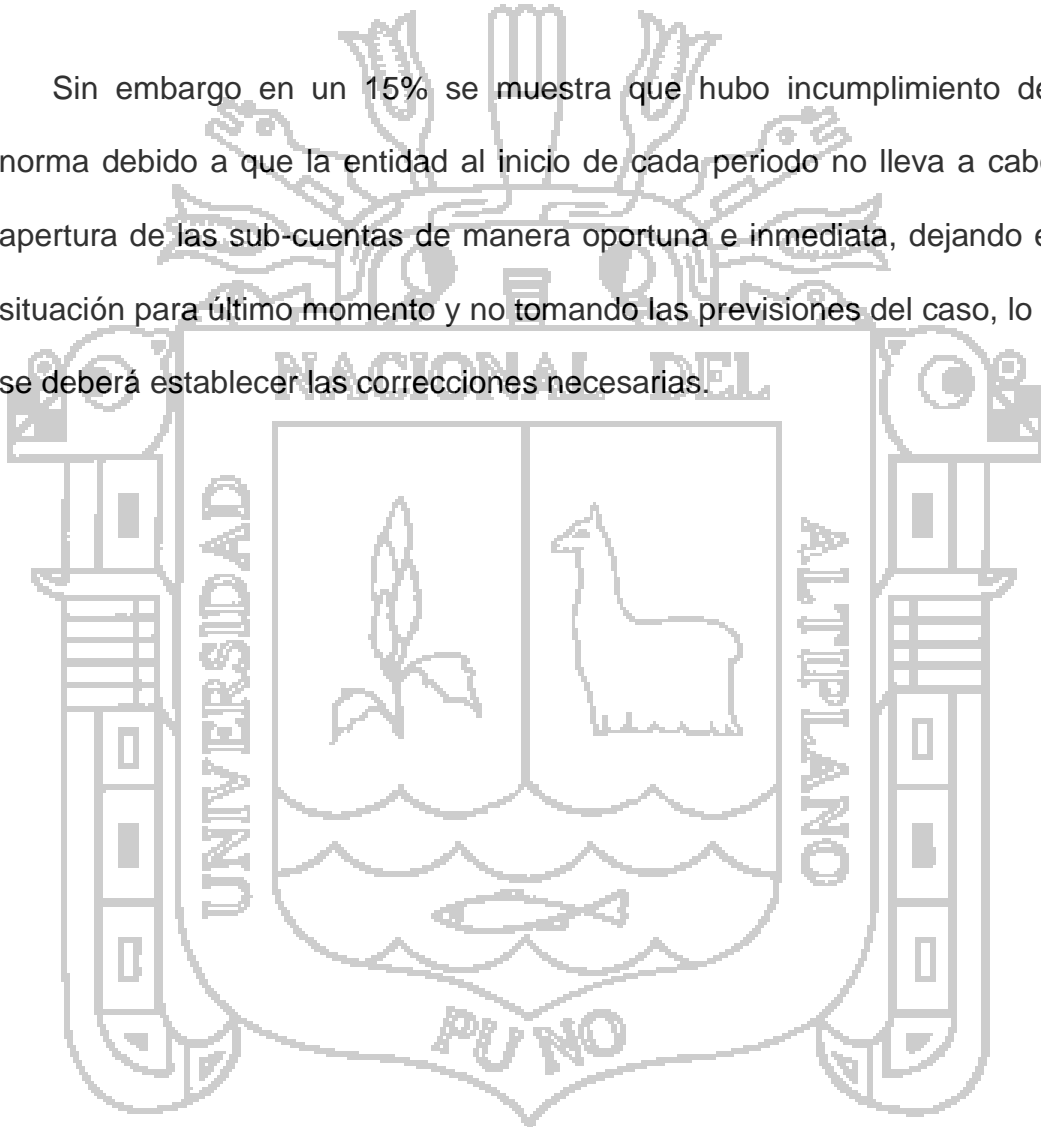 Sin embargo en un 15% se muestra que hubo incumplimiento de
norma debido a que la entidad al inicio de cada periodo no lleva a cabo
apertura de las sub-cuentas de manera oportuna e inmediata, dejando e
situación para último momento y no tomando las previsiones del caso, lo
se deberá establecer las correcciones necesarias.
NACIONAL DEL
UNIVERSIDAD
ALTIPLANO
PUNO